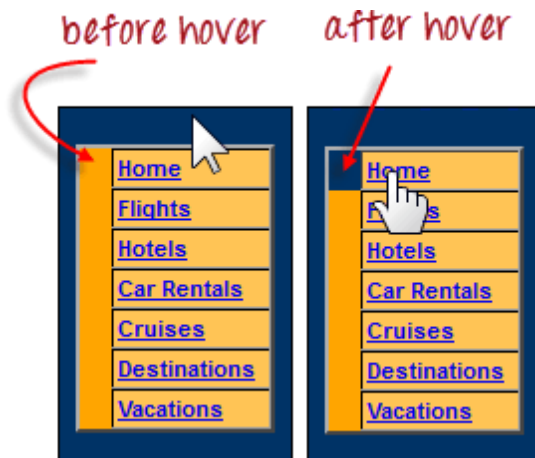 before hover
after hover
Home
Flights
Hotels
Car Rentals
Cruises
Destinations
Vacations
Home
Hotels
Car Rentals
Cruises
Destinations
Vacations